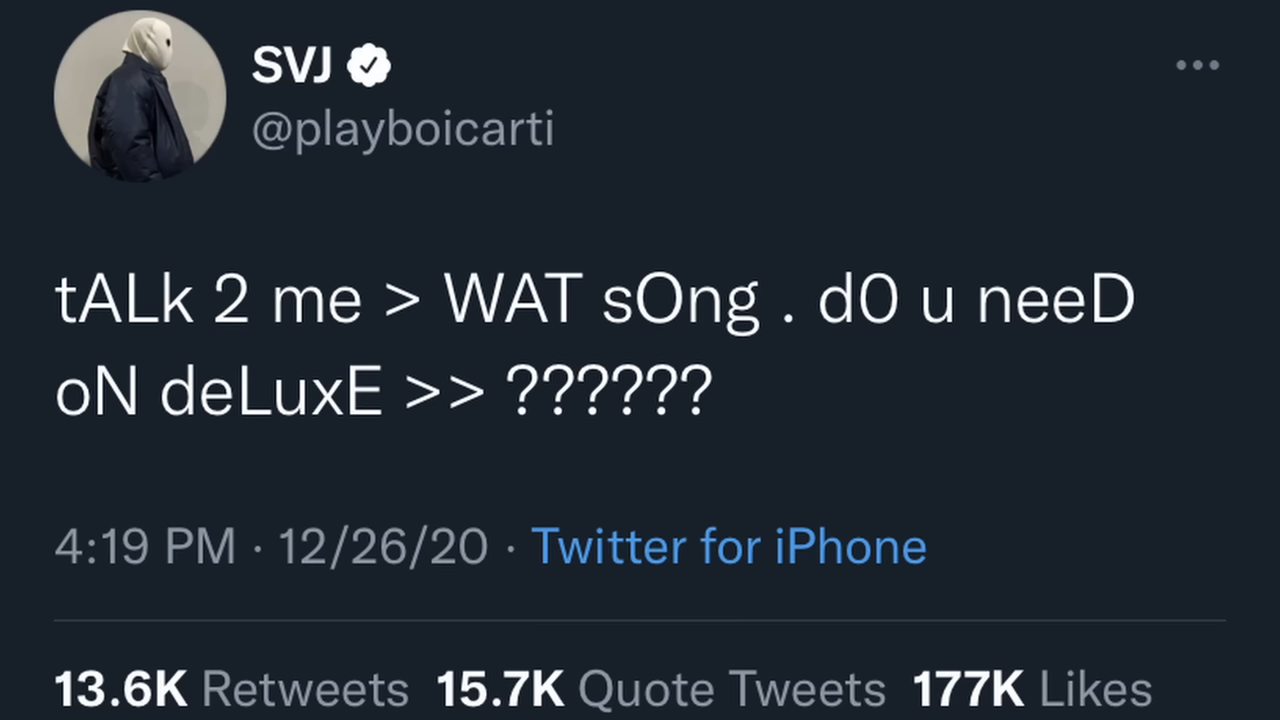 SVJ
@playboicarti
tALk 2 me > WAT sOng . dO u neeD
oN deLuxE >> ??????
4:19 PM · 12/26/20 · Twitter for iPhone
13.6K Retweets 15.7K Quote Tweets 177K Likes